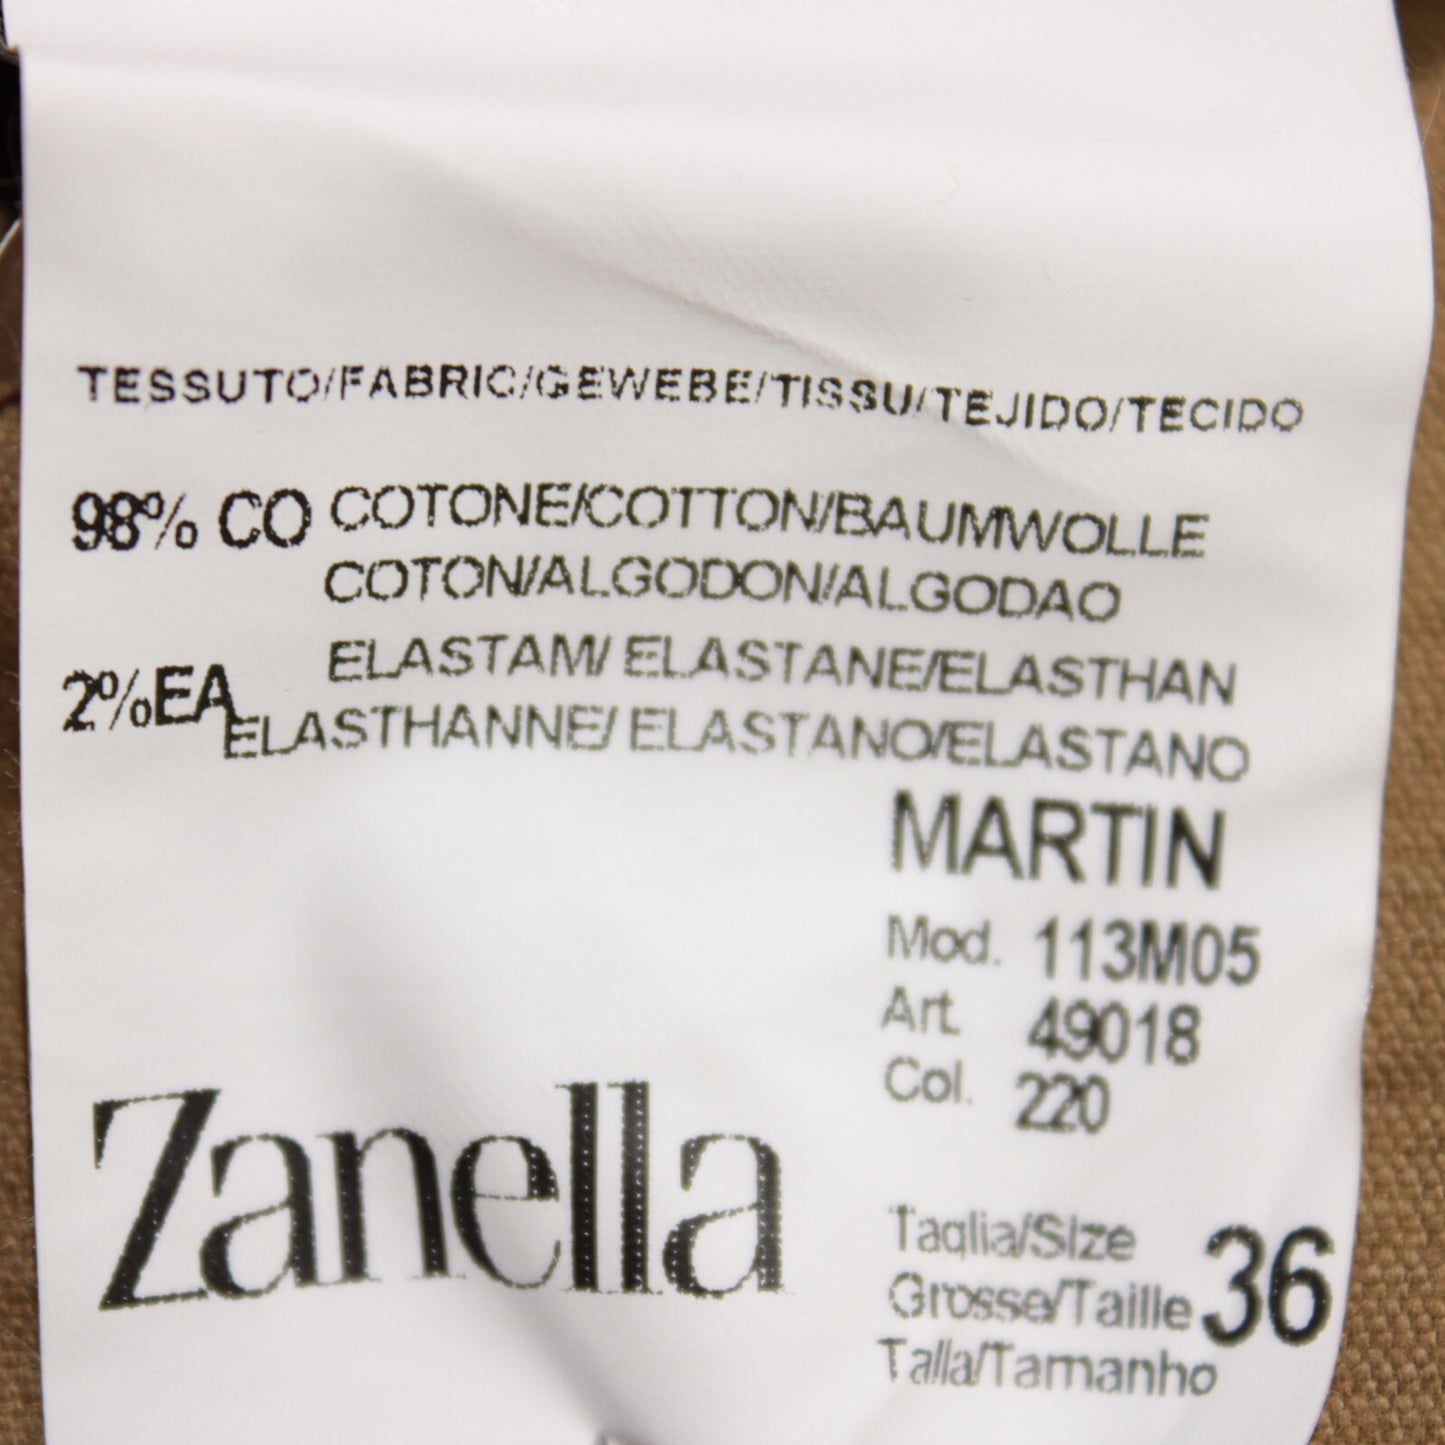 TESSUTO/FABRIC/GEWEBE/TISSU/TEJIDO/TECIDO
98% CO COTONE/COTTON/BAUMWOLLE
COTON/ALGODON/ALGODAO
2%EA ELASTAM/ ELASTANE/ELASTHAN
ELASTHANNE/ ELASTANO/ELASTANO
MARTIN
Mod. 113M05
Art. 49018
Col. 220
Zanella
Taqlia/SIze
Grosse/Taille 36
Talla/Tamanho